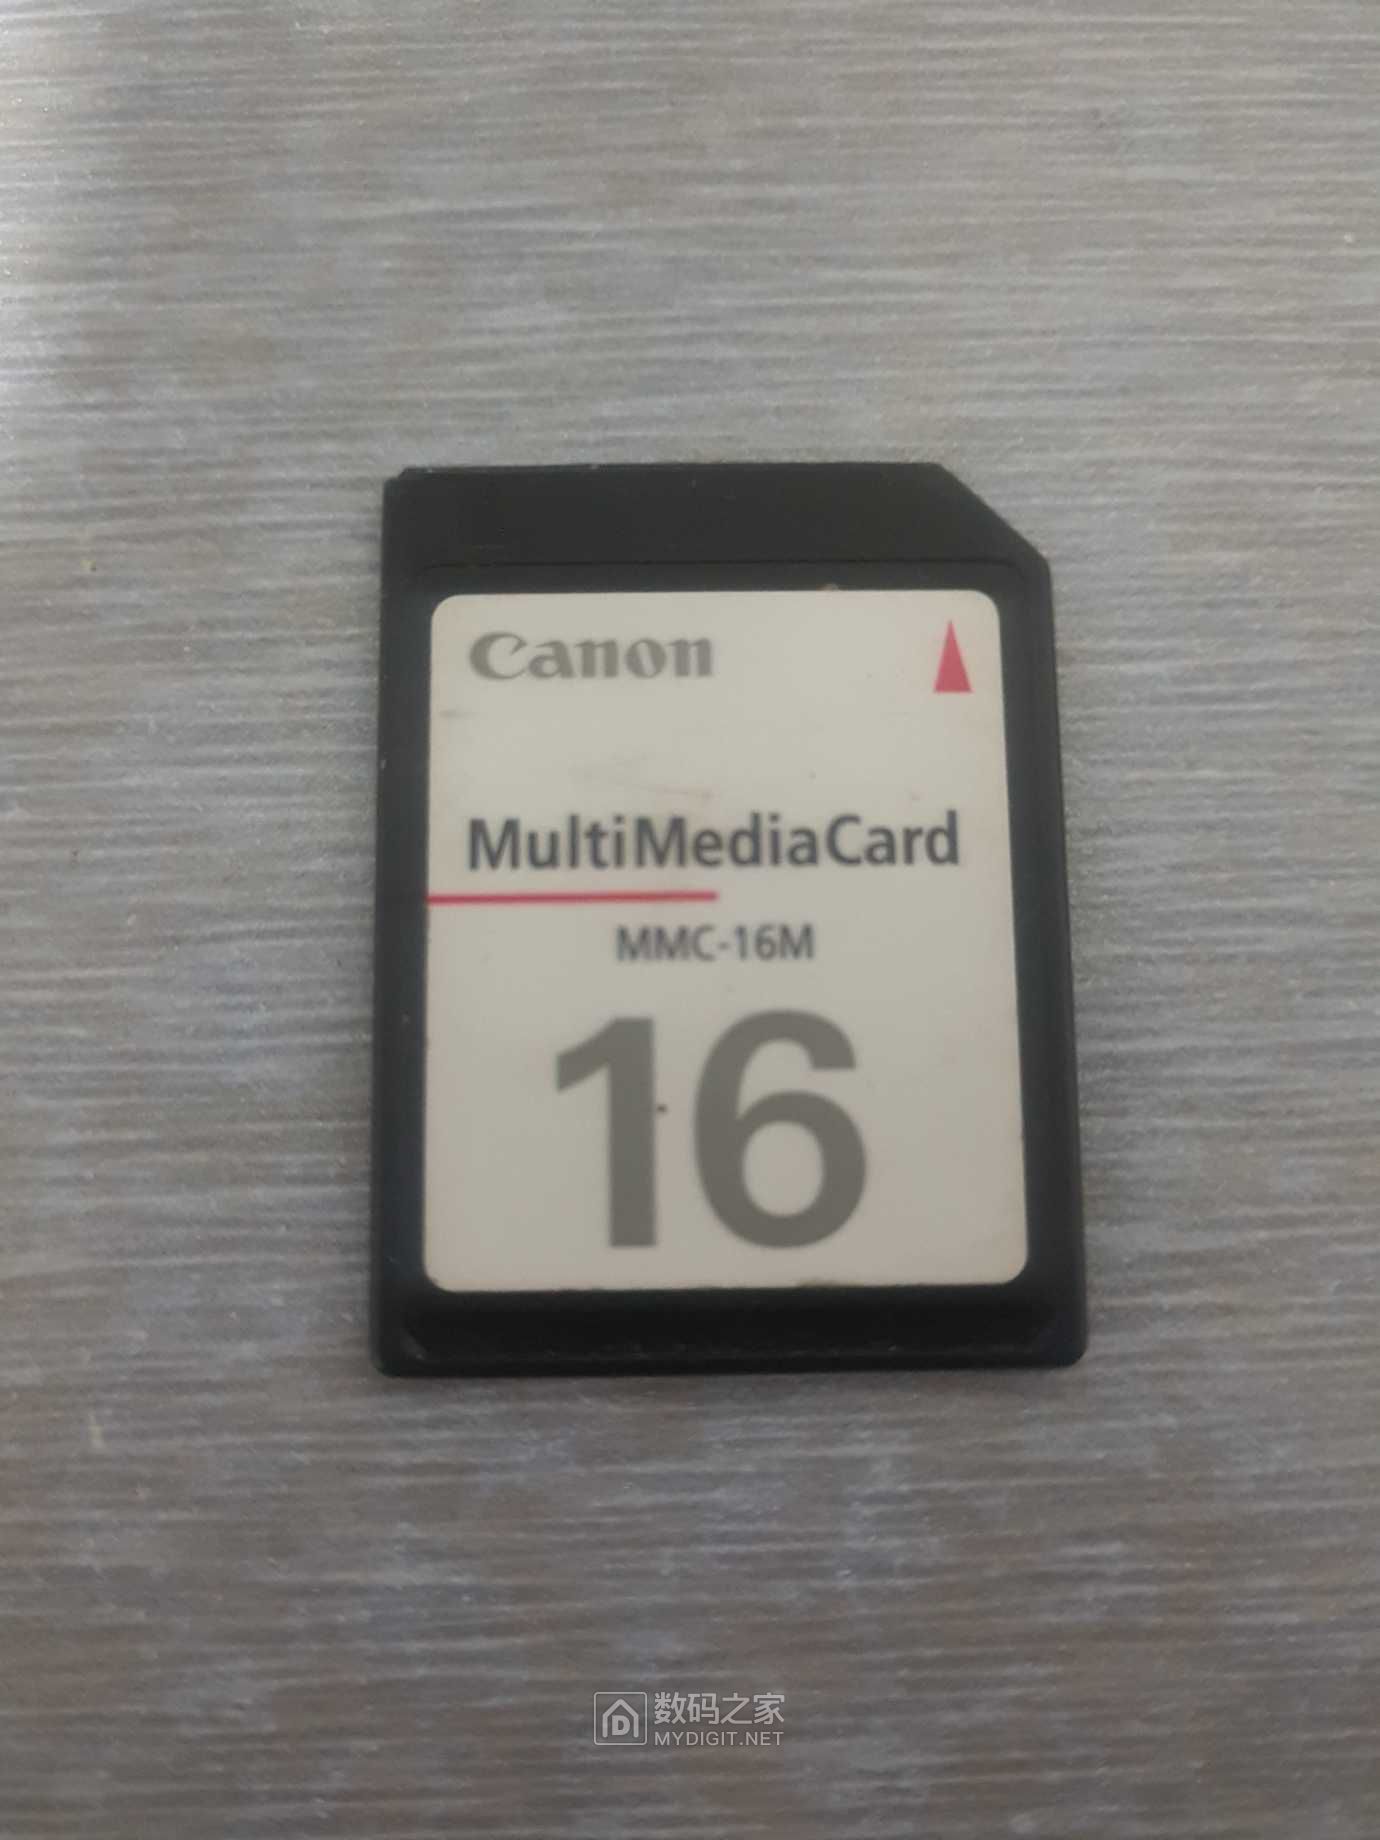 Canon
MultiMediaCard
MMC-16M
16
数码之家
MYDIGIT.NET